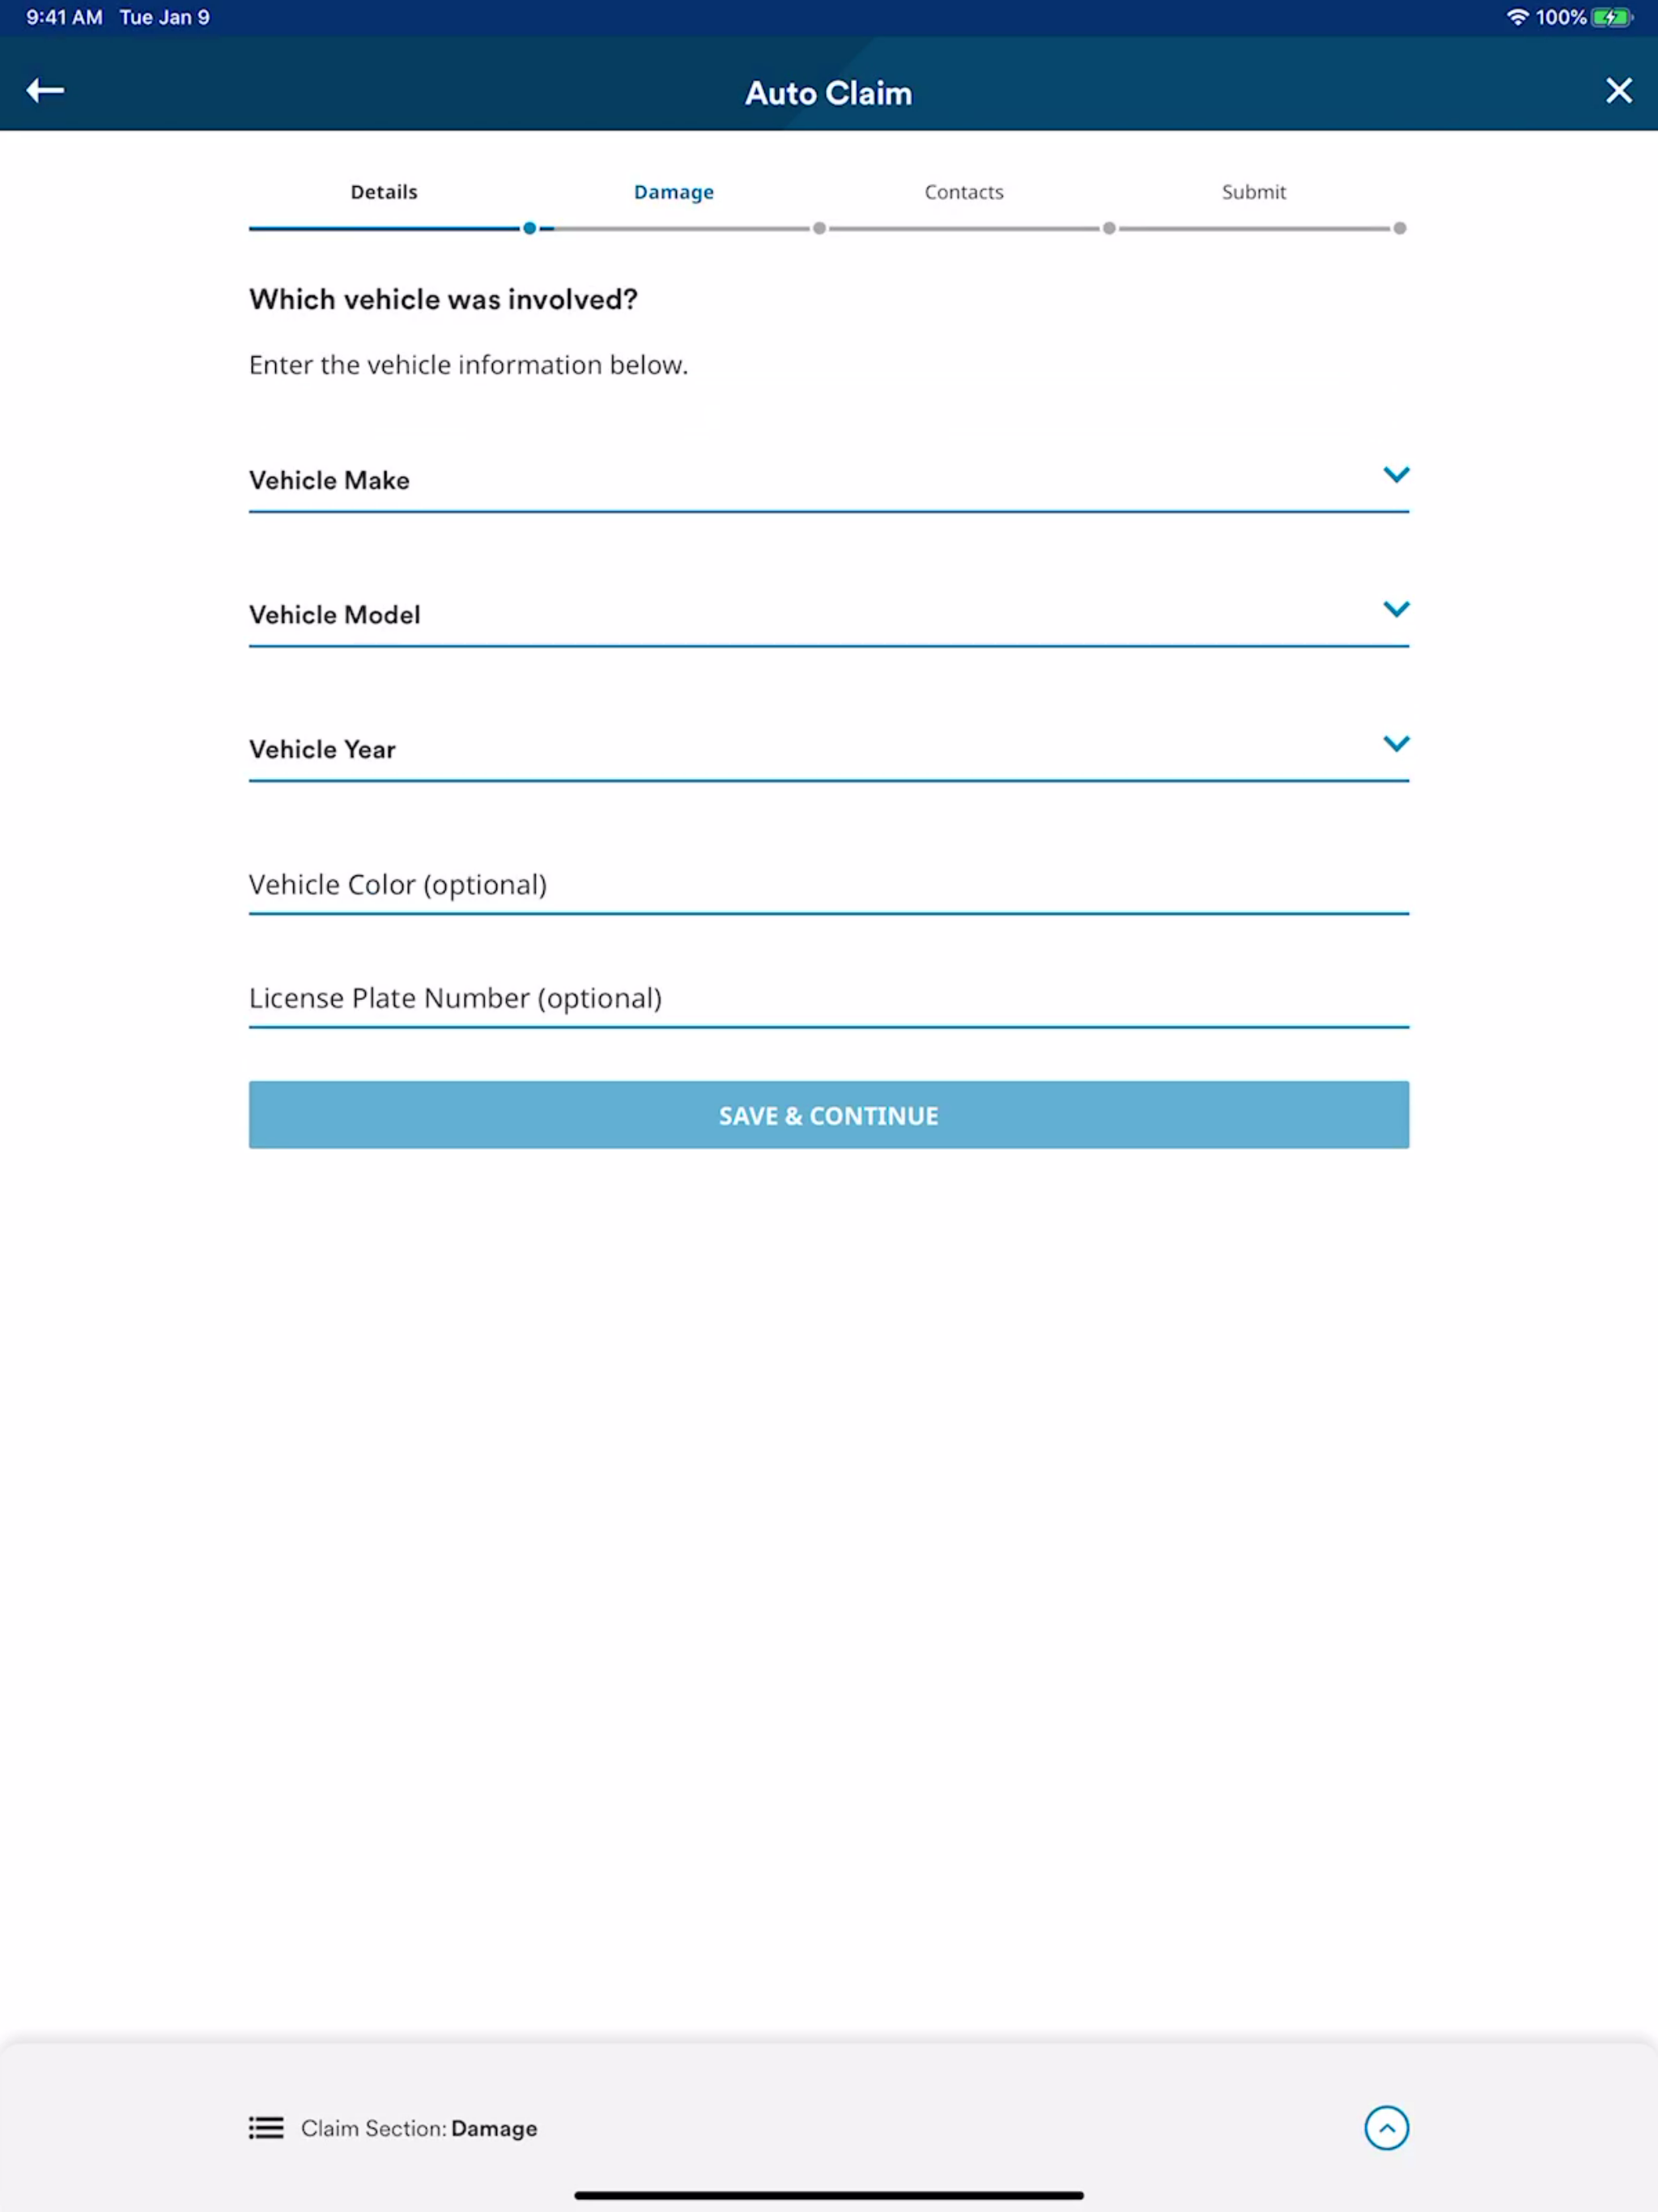 9:41 AM Tue Jan 9 100%
Auto Claim
Details Damage Contacts Submit
Which vehicle was involved?
Enter the vehicle information below.
Vehicle Make
Vehicle Model
Vehicle Year
Vehicle Color (optional)
License Plate Number (optional)
SAVE & CONTINUE
Claim Section: Damage